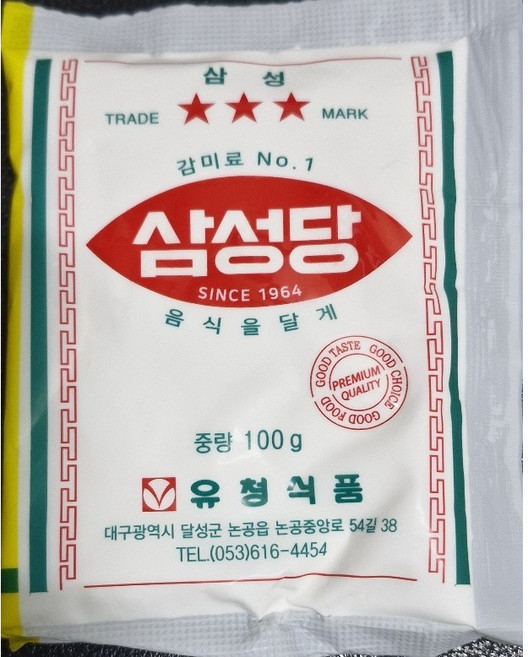 삼성
TRADE ★★★ MARK
감미료 No.1
삼성당
SINCE 1964
음식을달게
GOOD TASTE GOOD CHOICE GOOD FOOD
PREMIUM
QUALITY
중량 100g
유청식품
대구광역시 달성군 논공읍 논공중앙로 54길 38
TEL.(053)616-4454